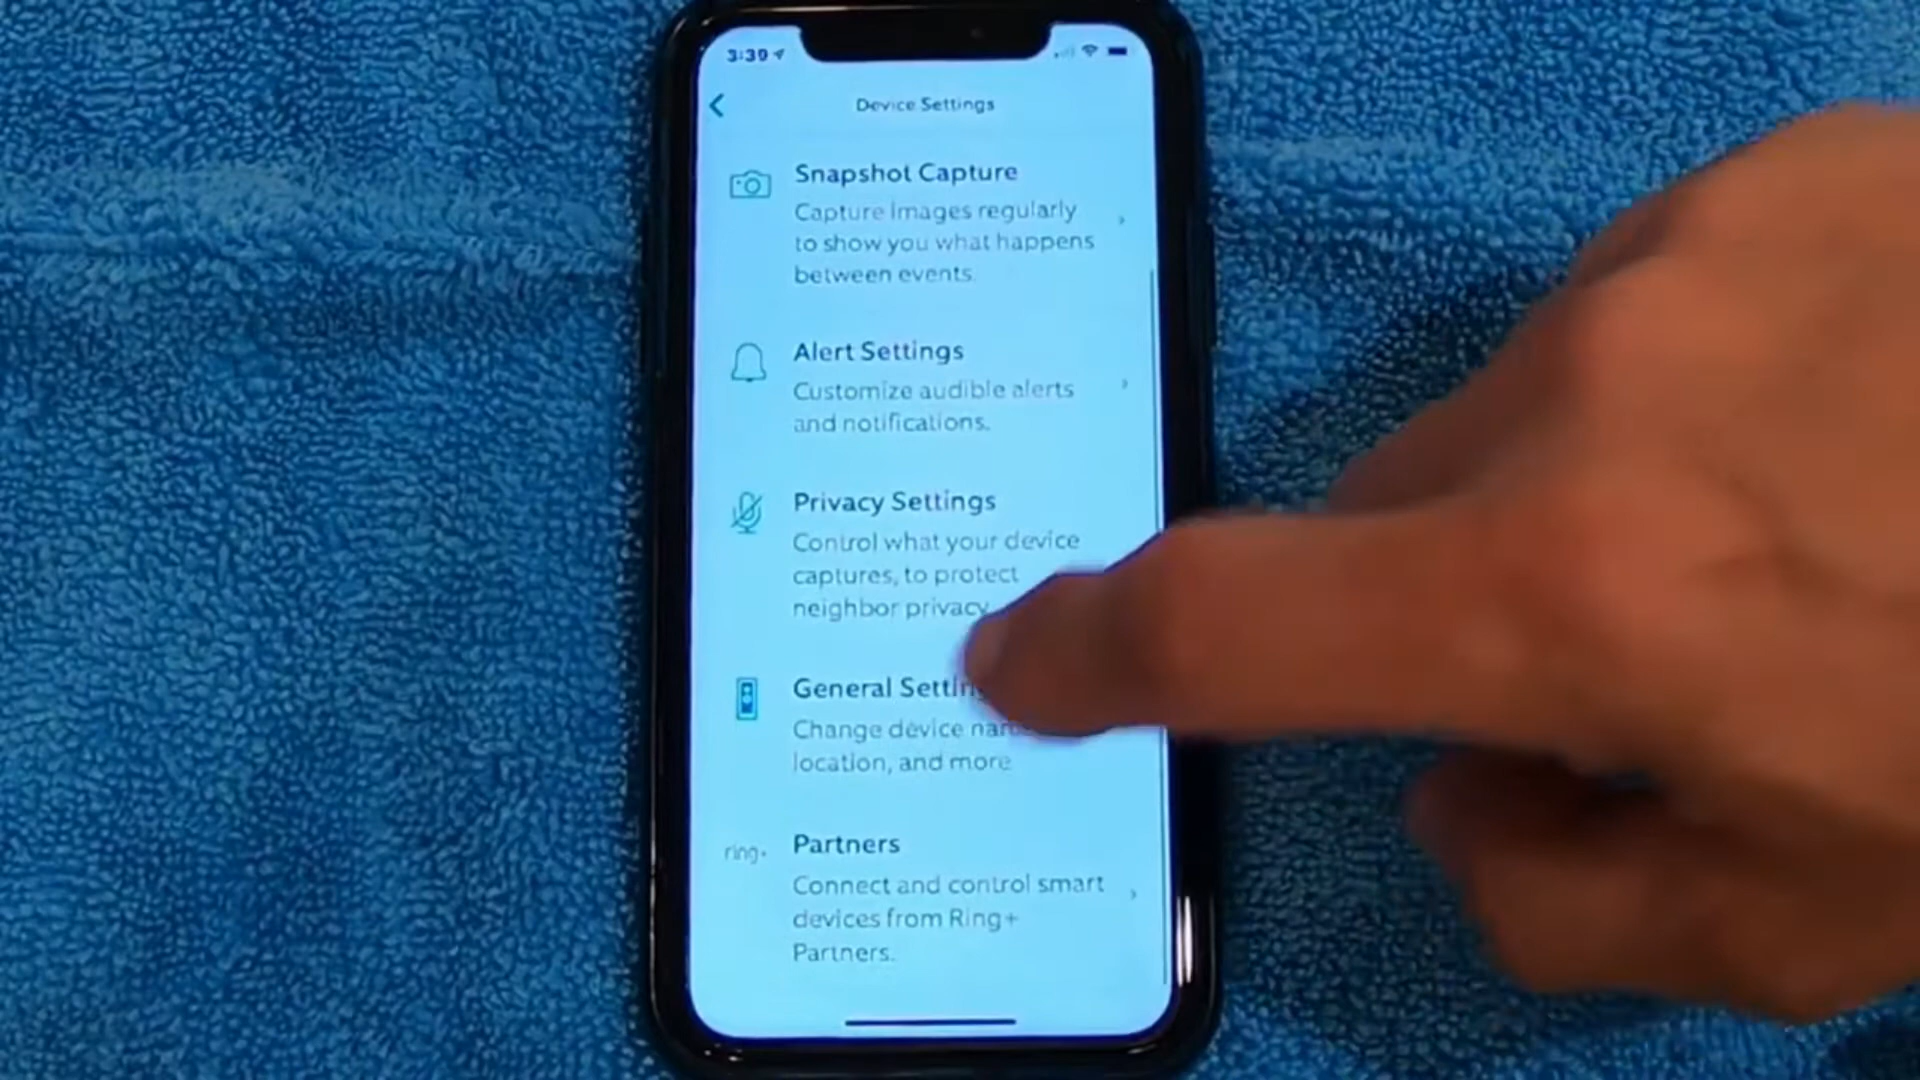 3:39
Device Settings
Snapshot Capture
Capture images regularly
to show you what happens
between events.
Alert Settings
Customize audible alerts
and notifications.
Privacy Settings
Control what your device
captures, to protect
neighbor privacy
General Settin
Change device nam
location, and more
ring+
Partners
Connect and control smart
devices from Ring+
Partners.